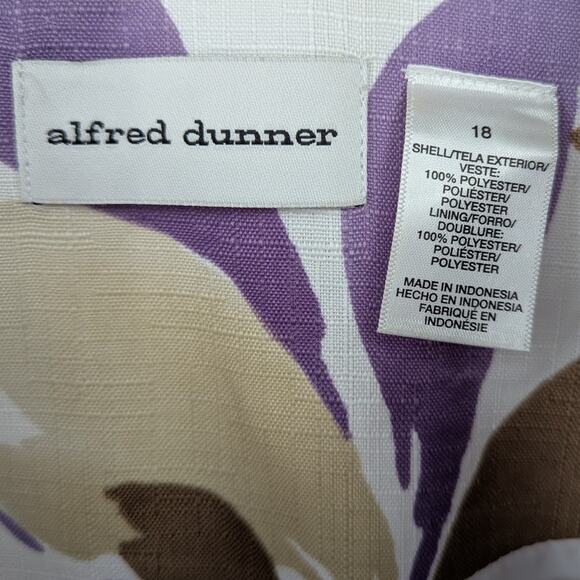 alfred dunner
18
SHELL/TELA EXTERIOR/
VESTE:
100% POLYESTER/
POLIÉSTER/
POLYESTER
LINING/FORRO/
DOUBLURE:
100% POLYESTER/
POLIÉSTER/
POLYESTER
MADE IN INDONESIA
HECHO EN INDONESIA
FABRIQUÉ EN
INDONÉSIE